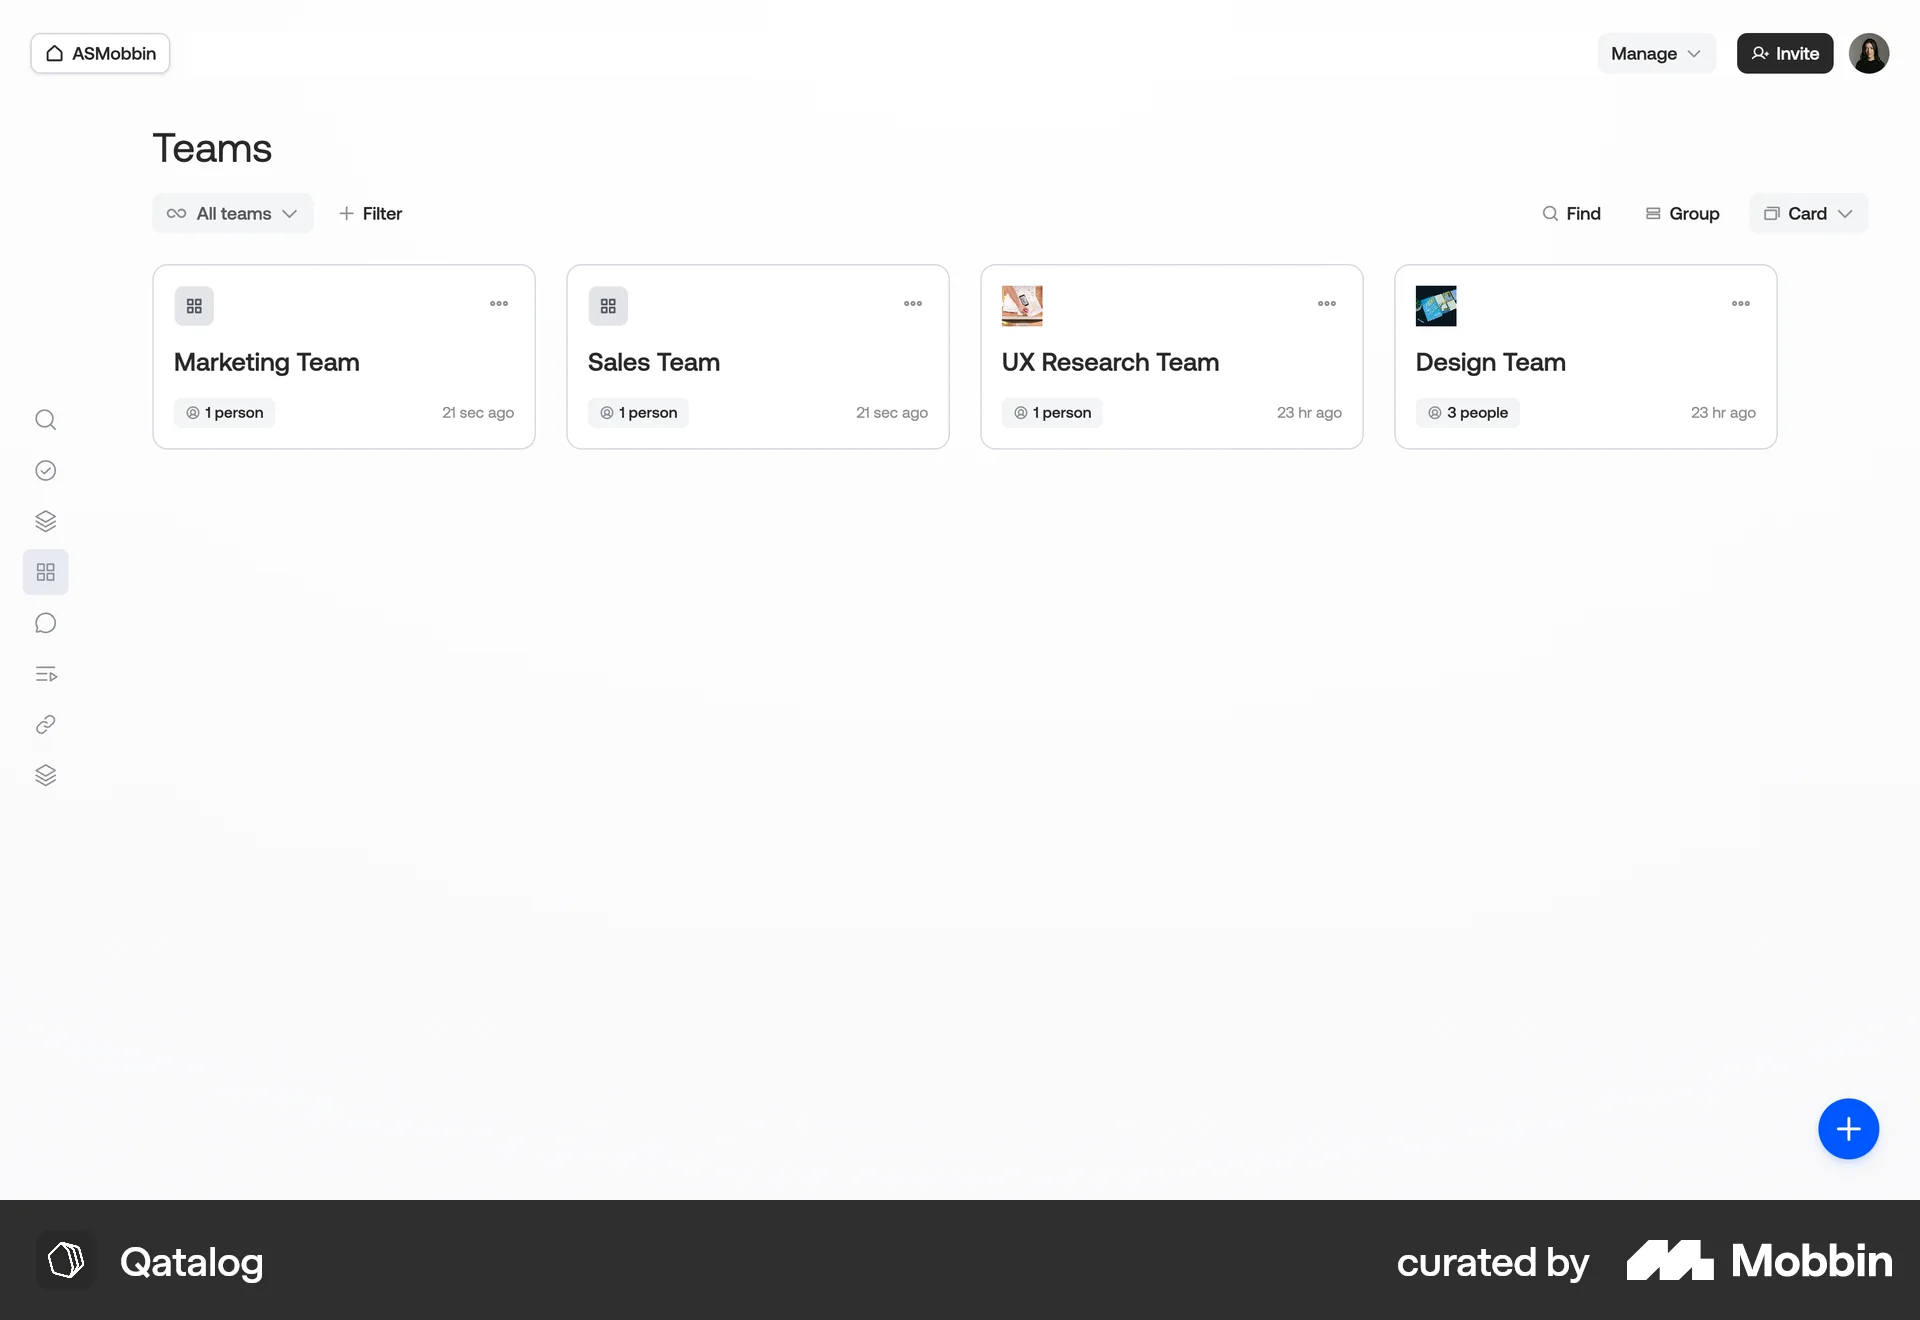 ASMobbin
Manage
Invite
Teams
All teams
Filter
Find
Group
Card
Marketing Team
1 person
21 sec ago
Sales Team
1 person
21 sec ago
UX Research Team
1 person
23 hr ago
Design Team
3 people
23 hr ago
Qatalog
curated by
Mobbin